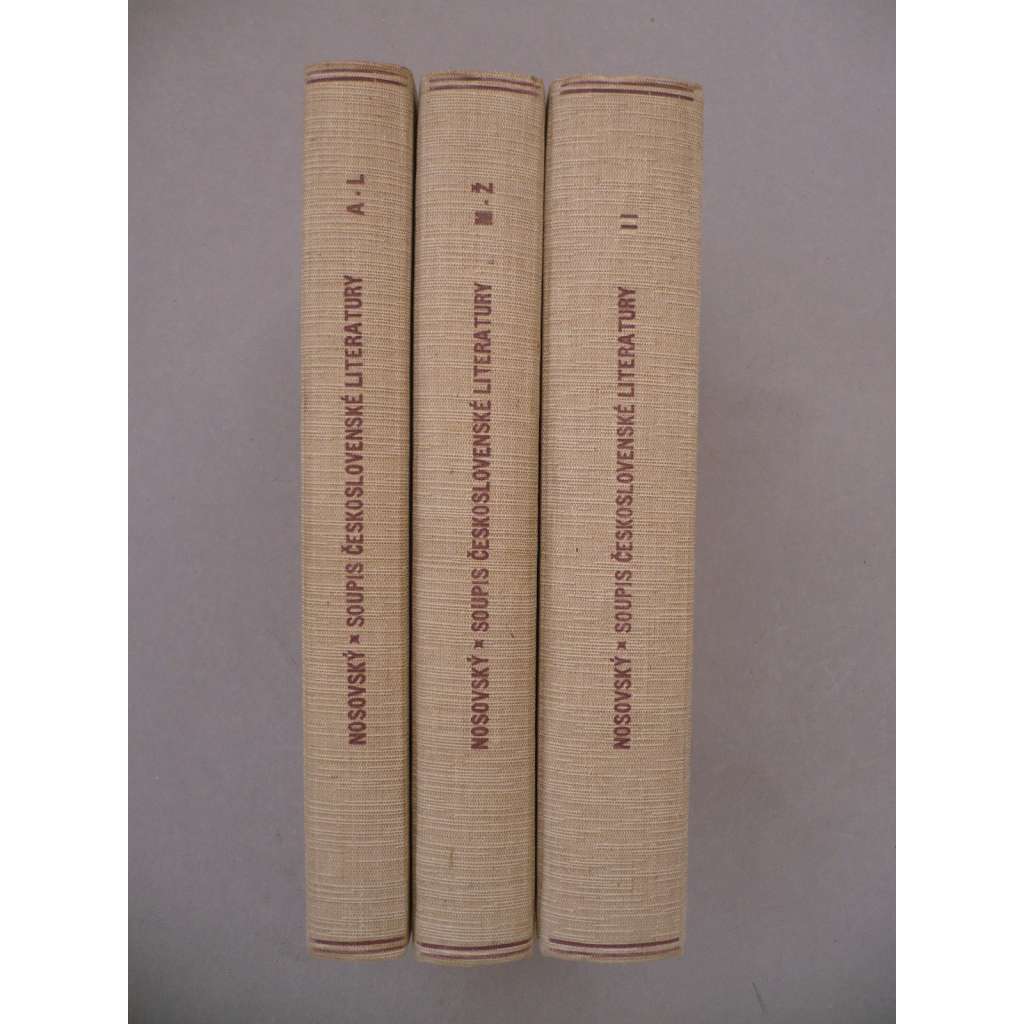 NOSOVSKÝ × SOUPIS ČESKOSLOVENSKÉ LITERATURY A - L
NOSOVSKÝ × SOUPIS ČESKOSLOVENSKÉ LITERATURY M - Ž
NOSOVSKÝ × SOUPIS ČESKOSLOVENSKÉ LITERATURY II